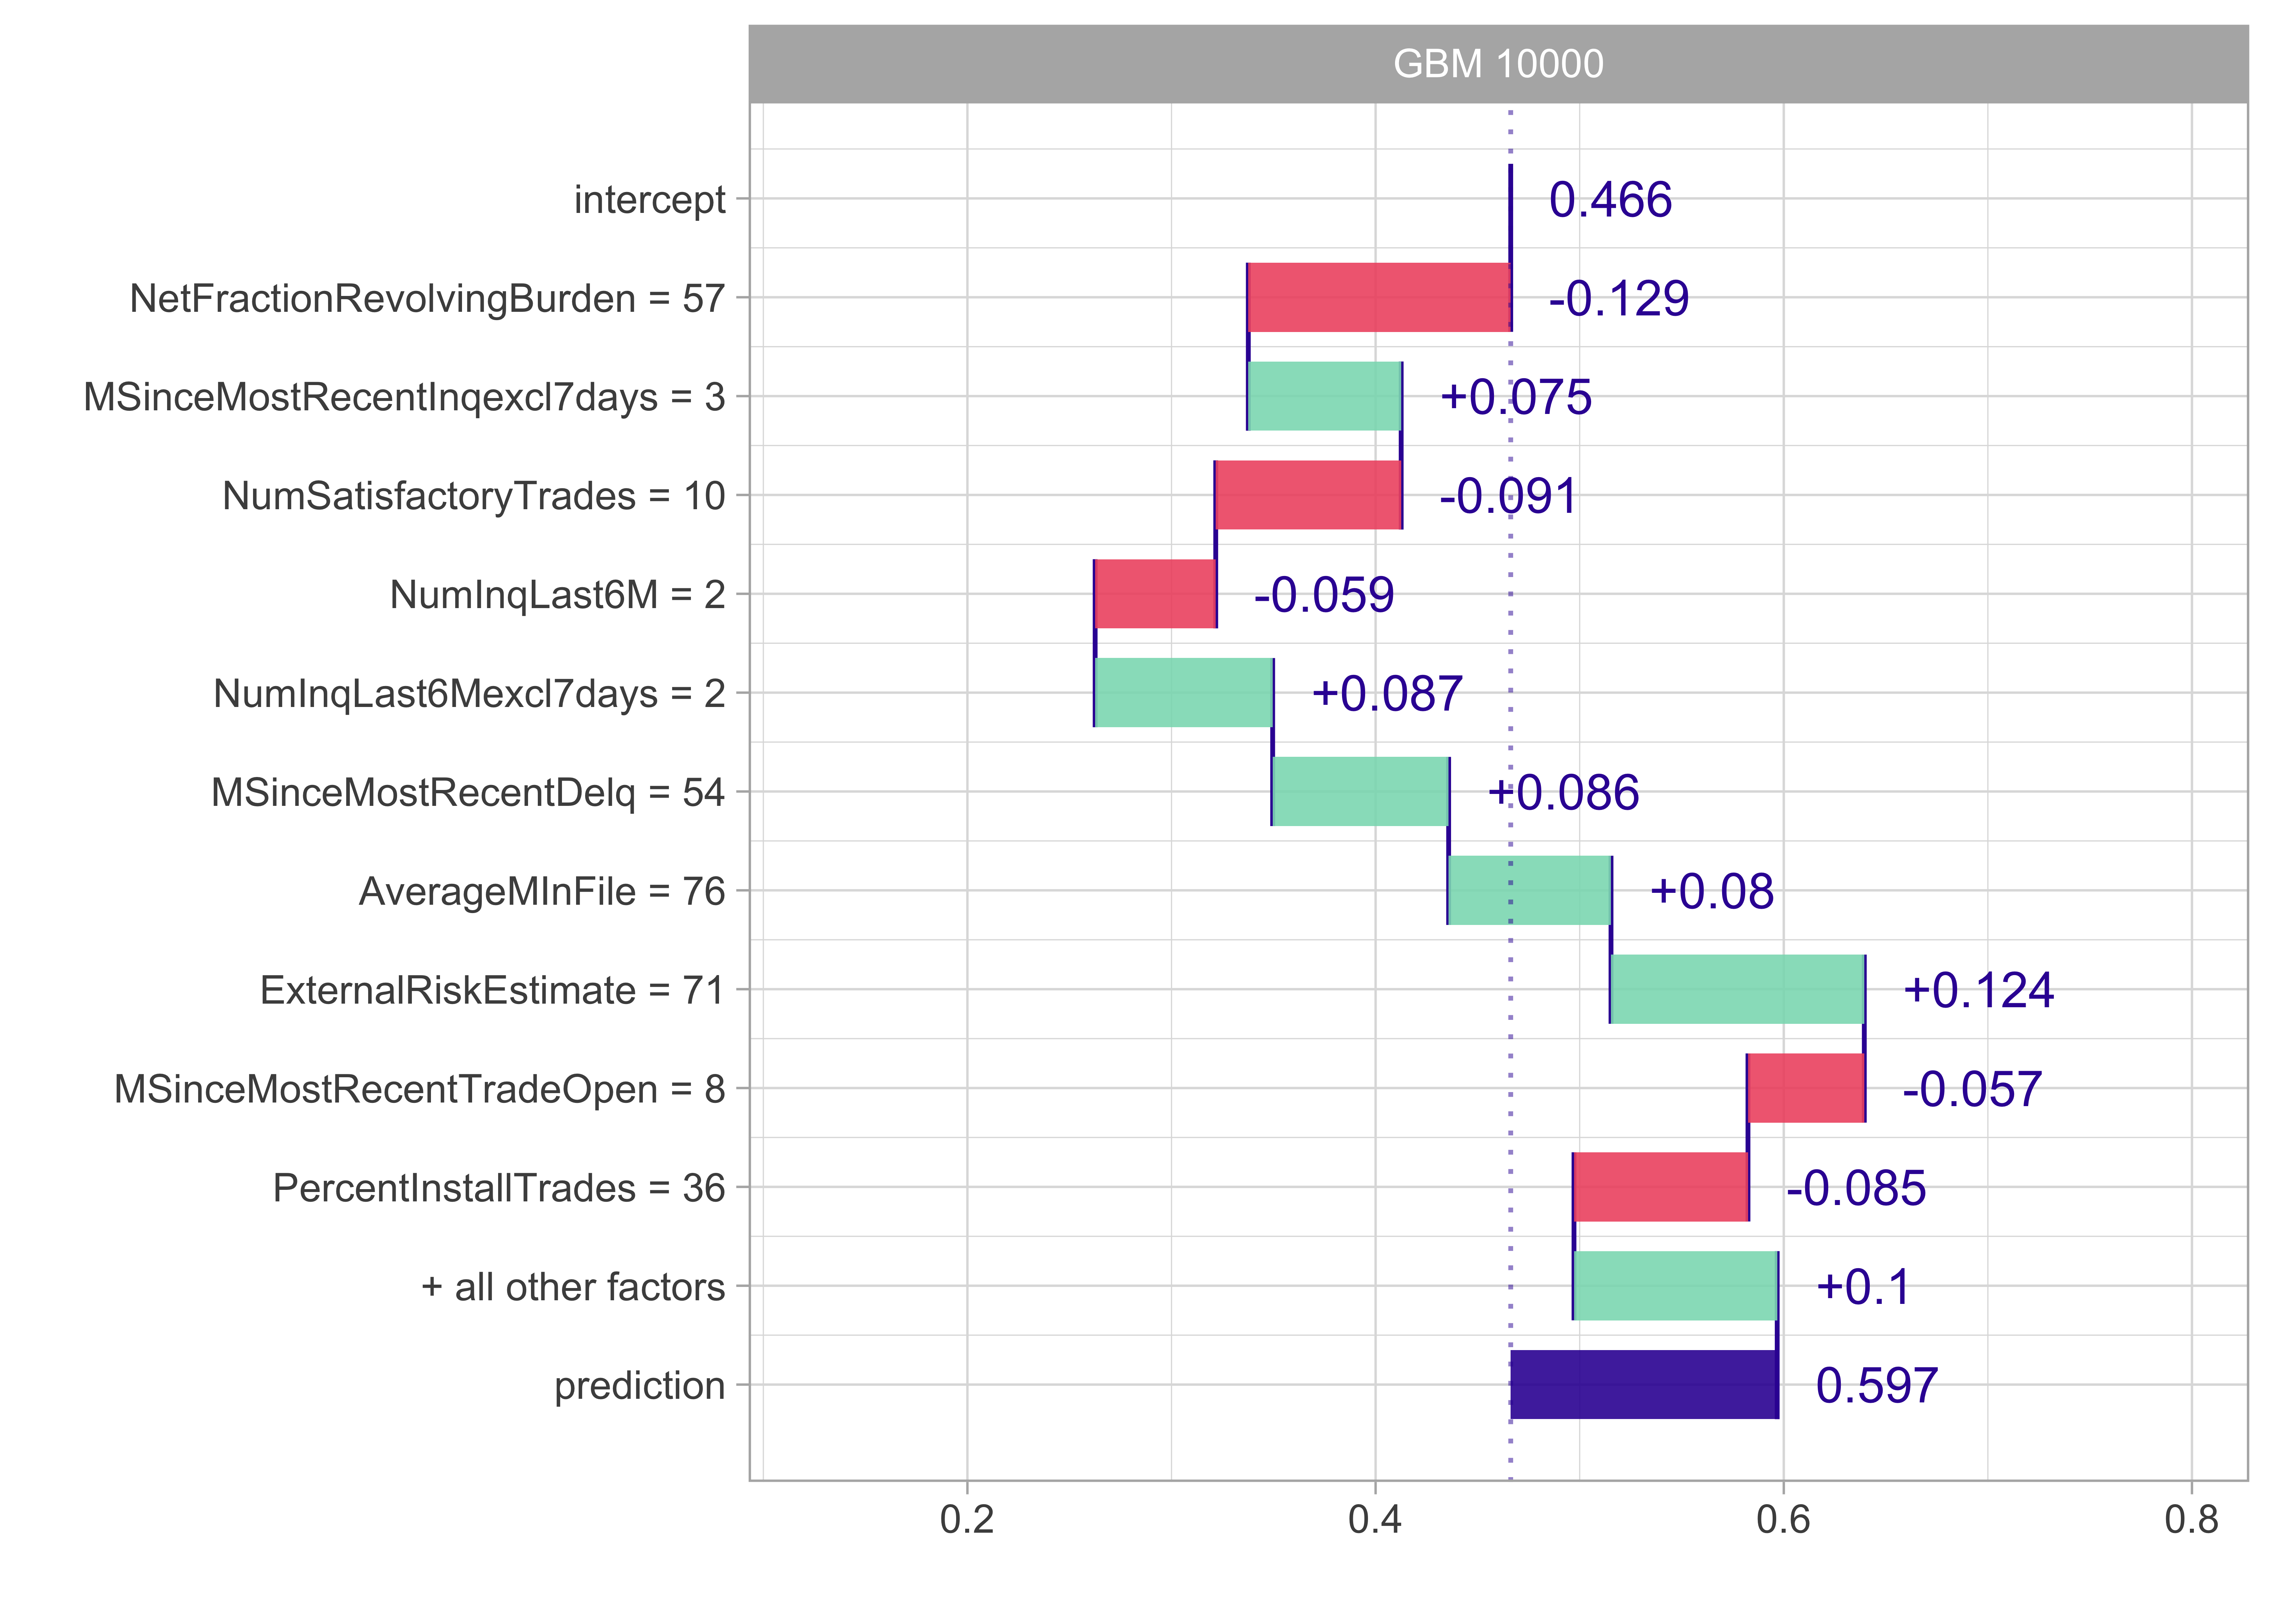 GBM 10000
intercept 0.466
NetFractionRevolvingBurden = 57 -0.129
MSinceMostRecentInqexcl7days = 3 +0.075
NumSatisfactoryTrades = 10 -0.091
NumInqLast6M = 2 -0.059
NumInqLast6Mexcl7days = 2 +0.087
MSinceMostRecentDelq = 54 +0.086
AverageMInFile = 76 +0.08
ExternalRiskEstimate = 71 +0.124
MSinceMostRecentTradeOpen = 8 -0.057
PercentInstallTrades = 36 -0.085
+ all other factors +0.1
prediction 0.597
0.2 0.4 0.6 0.8